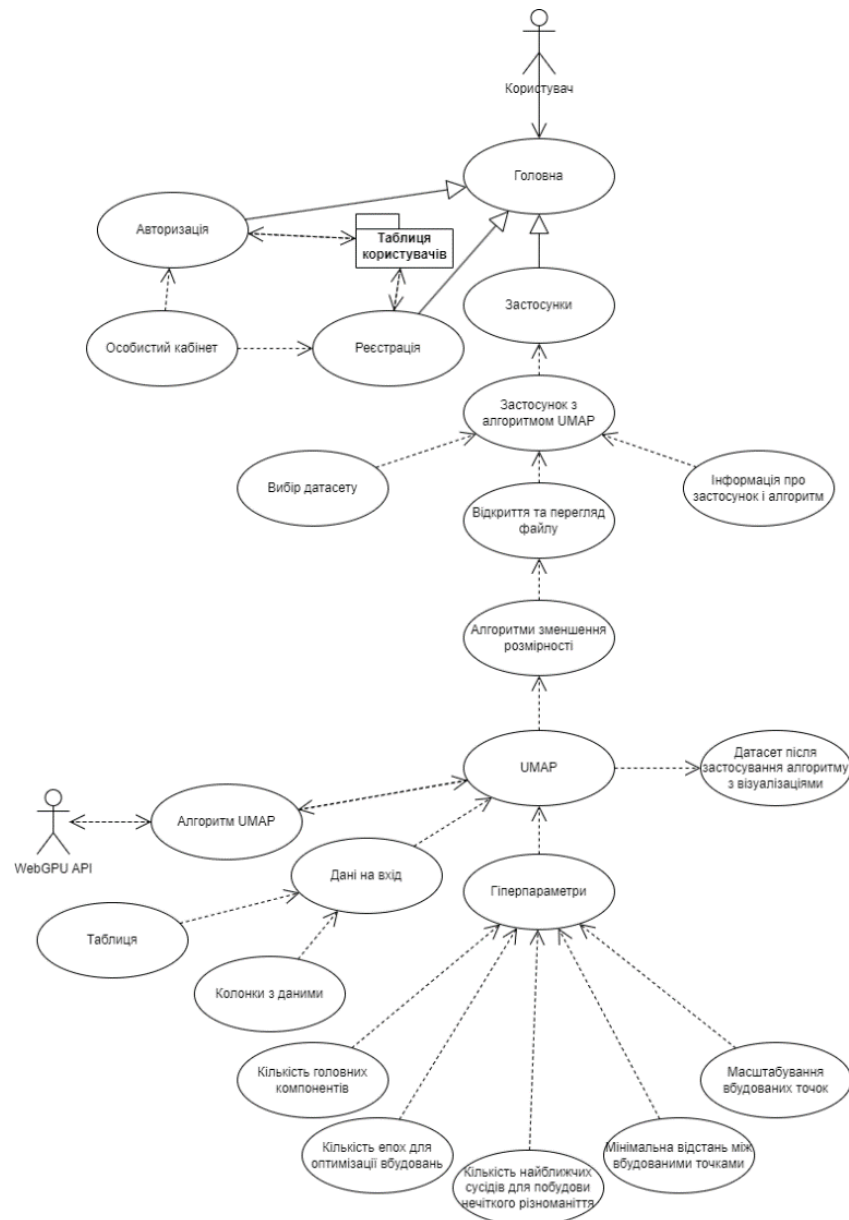 Користувач
Головна
Авторизація
Таблиця
користувачів
Застосунки
Особистий кабінет
Реєстрація
Застосунок з
алгоритмом UMAP
Вибір датасету
Інформація про
застосунок і алгоритм
Відкриття та перегляд
файлу
Алгоритми зменшення
розмірності
UMAP
Датасет після
застосування алгоритму
з візуалізаціями
Алгоритм UMAP
WebGPU API
Дані на вхід
Гіперпараметри
Таблиця
Колонки з даними
Кількість головних
компонентів
Масштабування
вбудованих точок
Кількість епох для
оптимізації вбудовань
Мінімальна відстань між
вбудованими точками
Кількість найближчих
сусідів для побудови
нечіткого різноманіття